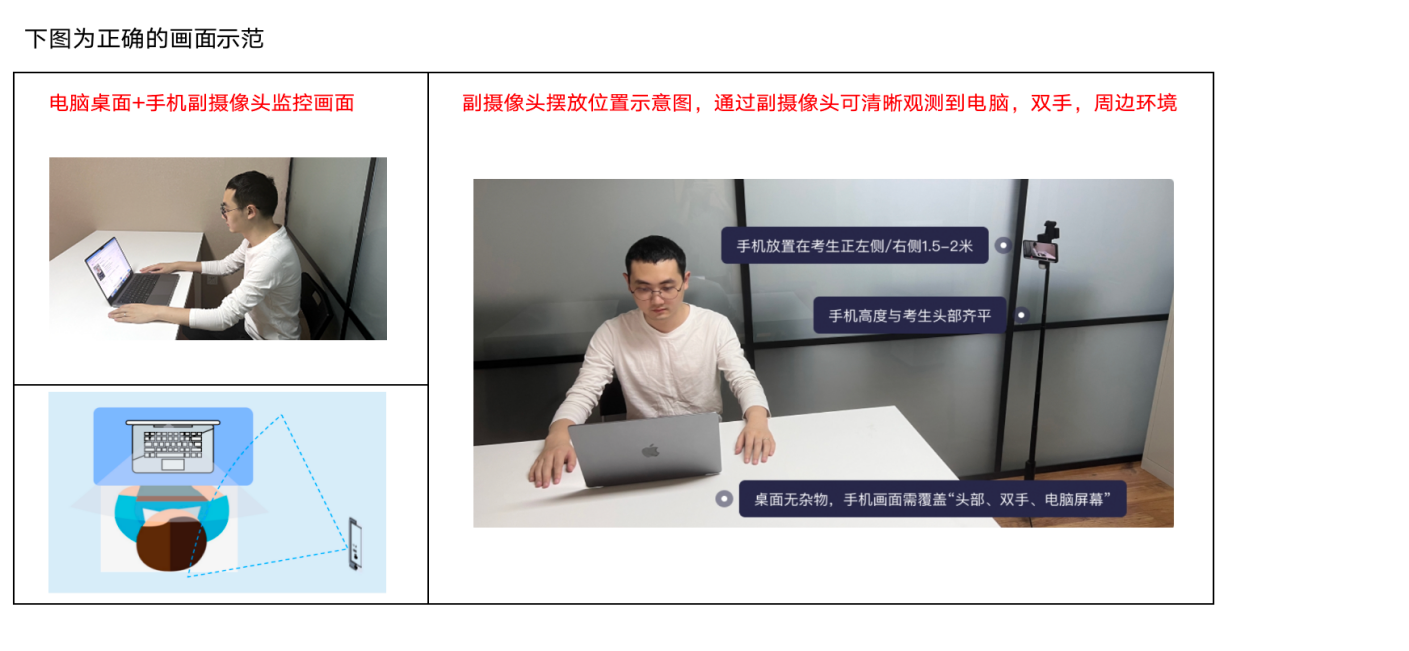 下图为正确的画面示范
电脑桌面+手机副摄像头监控画面
副摄像头摆放位置示意图，通过副摄像头可清晰观测到电脑，双手，周边环境
手机放置在考生正左侧/右侧1.5-2米
手机高度与考生头部齐平
桌面无杂物，手机画面需覆盖“头部、双手、电脑屏幕”